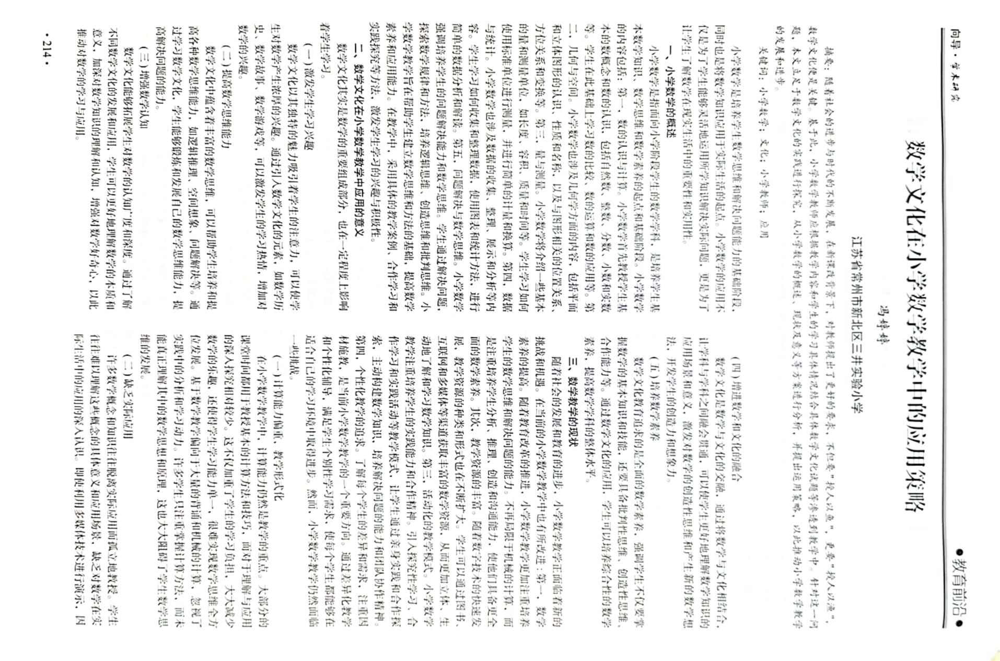 向导·学术研究
●教育前沿●
数学文化在小学数学教学中的应用策略
冯婷婷
江苏省常州市新北区三井实验小学
摘要：随着社会的进步与时代的不断发展，在新课改背景下，对教师提出了更好的要求，不但要“授人以鱼”，更要“授人以渔”，
数学文化便是关键。基于此，小学数学教师应根据教学内容和学生的学习具体情况结合具体数学文化试题等渗透到教学中。针对这一问
题，本文立足于数学文化的实践进行探究，从小学数学的概述、现状及意义等方案进行分析，并提出运用策略，以此推动小学数学教学
的发展和进步。
关键词：小学数学；文化；小学教师；应用
小学数学是培养学生数学思维和解决问题能力的基础阶段，
同时也是将数学知识应用于实际生活的起点。小学数学的应用不
仅是为了学生能够灵活地运用所学知识解决实际问题，更是为了
让学生了解数学在现实生活中的重要性和实用性。
一、小学数学的概述
小学数学是指面向小学阶段学生的数学学科，是培养学生基
本数学知识、数学思维和数学素养的起点和基础阶段。小学数学
的内容包括：第一，数的认识与计算。小学数学首先教授学生基
本的数概念和数的认识，包括自然数、整数、分数、小数和实数
等。学生在此基础上学习数的比较、数的运算和数的应用等。第
二，几何与空间。小学数学也涉及几何学方面的内容，包括平面
和立体图形的认识、性质和名称，以及与图形相关的位置关系、
方位关系和变换等。第三，量与测量。小学数学将介绍一些基本
的量和测量单位，如长度、容积、质量和时间等。学生学习如何
使用标准单位进行测量，并进行简单的计量和换算。第四，数据
与统计。小学数学也涉及数据的收集、整理、展示和分析等内
容。学生学习如何收集和整理数据，使用图表和统计方法，进行
简单的数据分析和解读。第五，问题解决与数学思维。小学数学
强调培养学生的问题解决能力和数学思维。学生通过解决问题，
探索数学规律和方法，培养逻辑思维、创造思维和批判思维。小
学数学教学旨在帮助学生建立数学思维和方法的基础，提高数学
素养和应用能力。在教学中，采用具体的教学案例、合作学习和
实践探究等方法，激发学生学习的兴趣与积极性。
二、数学文化在小学数学教学中应用的意义
数学文化其实是数学的重要组成部分，也在一定程度上影响
着学生学习。
（一）激发学生学习兴趣
数学文化以其独特的魅力吸引着学生的注意力，可以使学
生对数学产生浓厚的兴趣。通过引入数学文化的元素，如数学历
史、数学故事、数学游戏等，可以激发学生的学习热情，增加对
数学的兴趣。
（二）提高数学思维能力
数学文化中蕴含着丰富的数学思维，可以帮助学生培养和提
高各种数学思维能力，如逻辑推理、空间想象、问题解决等。通
过学习数学文化，学生能够锻炼和发展自己的数学思维能力，提
高解决问题的能力。
（三）增强数学认知
数学文化能够拓展学生对数学的认知广度和深度。通过了解
不同数学文化的发展和应用，学生可以更好地理解数学的本质和
意义，加深对数学知识的理解和认知，增强对数学好奇心，以此
推动对数学的学习与应用。
（四）增进数学和文化的融合
数学文化是数学与文化的交融，通过将数学与文化相结合，
让学科与学科之间融会贯通，可以使学生更好地理解数学知识的
应用场景和意义，激发对数学的创造性思维和产生新的数学想
法，开发学生的创造力和想象力。
（五）培养数学素养
数学文化教育追求的是全面的数学素养，强调学生不仅要掌
握数学的基本知识和技能，还要具备批判性思维、创造性思维、
合作能力等。通过数学文化的应用，学生可以培养综合性的数学
素养，提高数学学科的整体水平。
三、数学教学的现状
随着社会的发展和教育的进步，小学数学教学正面临着新的
挑战和机遇。在当前的小学数学教学中也有所改进：第一，数学
素养的提高。随着教育改革的推进，小学数学教学更加注重培养
学生的数学思维和解决问题的能力。不再局限于机械的计算，而
是注重培养学生分析、推理、创造和沟通能力，使他们具备更全
面的数学素养。其次，教学资源的丰富。随着数字技术的快速发
展，教学资源的种类和形式也在不断扩大。学生可以通过图书、
互联网和多媒体等渠道获取丰富的数学资源，从而更加立体、生
动地了解和学习数学知识。第三，活动化的教学模式。小学数学
教学注重培养学生的实践能力和合作精神。引入探究性学习、合
作学习和实践活动等教学模式，让学生通过亲身实践和合作探
索，主动构建数学知识，培养解决问题的能力和团队协作精神。
第四，个性化教学的追求。了解每个学生的差异和需求，注重因
材施教，是当前小学数学教学的一个重要方向。通过差异化教学
和个性化辅导，满足学生个别性学习需求，使每个学生都能够在
适合自己的学习环境中取得进步。然而，小学数学教学仍然面临
一些挑战。
（一）计算能力偏重，教学形式化
在小学数学教学中，计算能力仍然是教学的重点。大部分的
课堂时间都用于教授基本的计算方法和技巧，而对于理解与应用
的深入探究相对较少。这不仅加重了学生的学习负担，大大减少
数学的乐趣，还使得学生学习能力单一，很难实现数学思维全方
位发展。基于数学教学偏向于大量的背诵和机械的计算，忽视了
实践中的分析和学习动力。许多学生只注重掌握计算方法，而未
能真正理解其中的数学思想和原理，这也大大阻碍了学生数学思
维的发展。
（二）缺乏实际应用
许多数学概念和知识往往脱离实际应用而孤立地教授。学生
往往难以理解这些概念的具体意义和应用场景，缺乏对数学在实
际生活中的应用的深入认识。即使利用多媒体技术进行演示，因
·214·